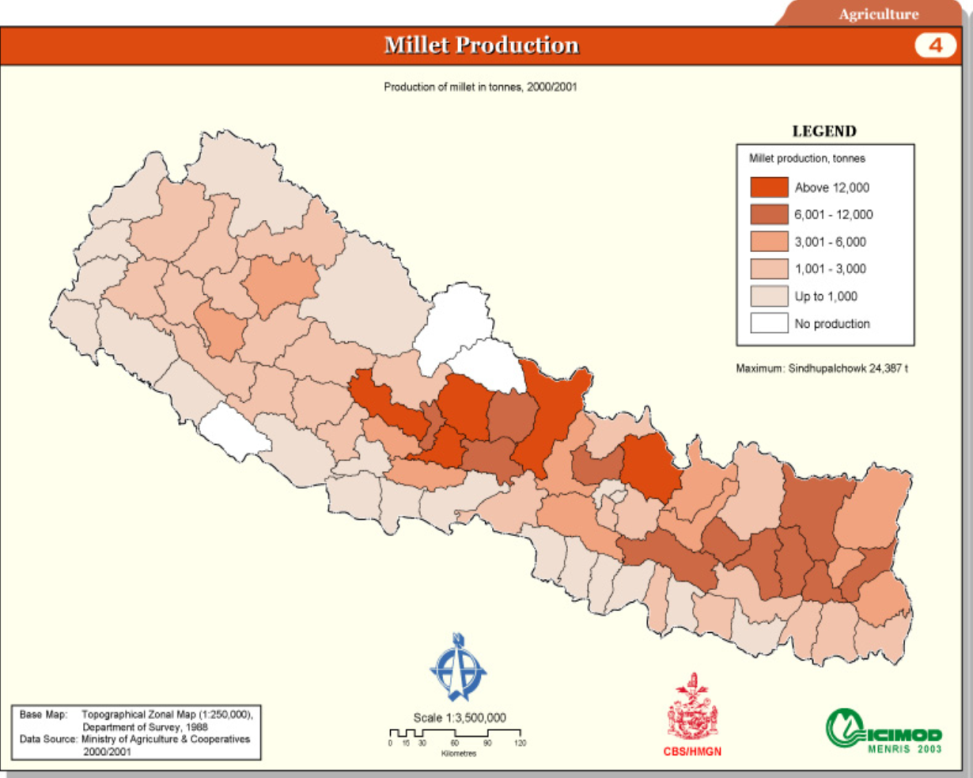 Agriculture
Millet Production
4
Production of millet in tonnes, 2000/2001
LEGEND
Millet production, tonnes
Above 12,000
6,001 - 12,000
3,001 - 6,000
1,001 - 3,000
Up to 1,000
No production
Maximum: Sindhupalchowk 24,387 t
Base Map: Topographical Zonal Map (1:250,000),
Department of Survey, 1988
Data Source: Ministry of Agriculture & Cooperatives
2000/2001
Scale 1:3,500,000
0 15 30 60 90 120
Kilometres
CBS/HMGN
ICIMOD
MENRIS 2003